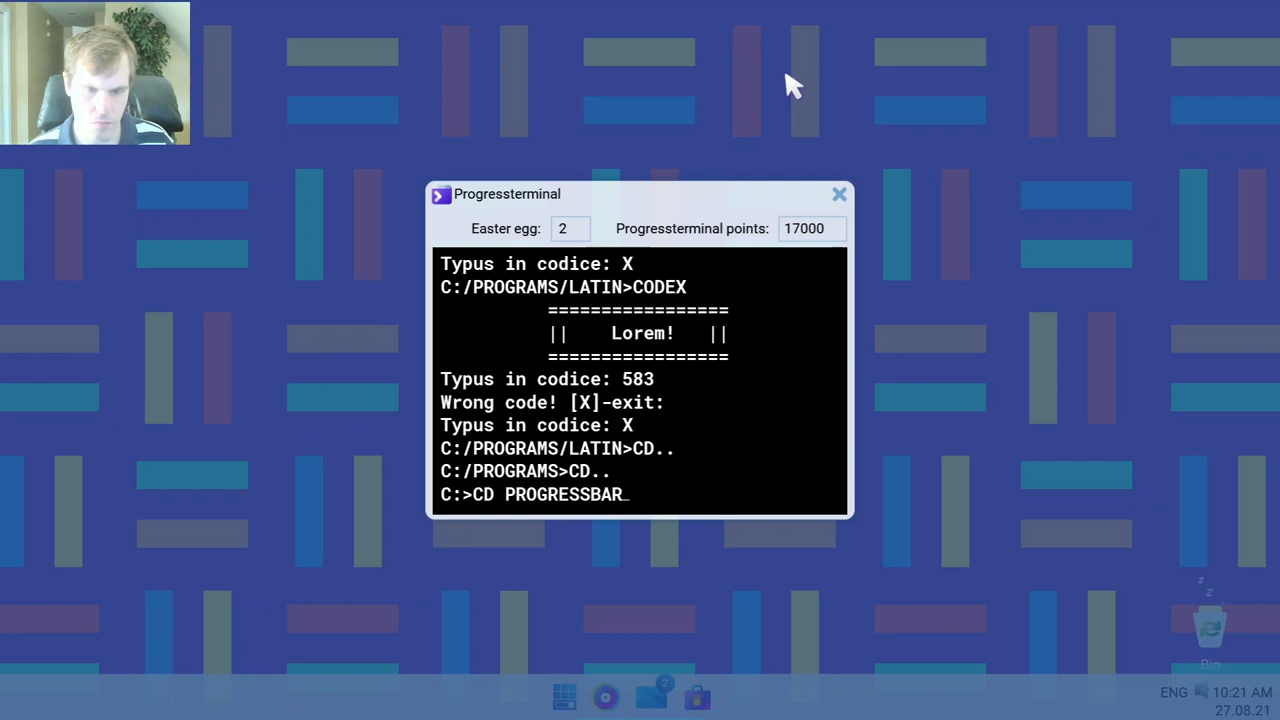 Progressterminal
Easter egg: 2 Progressterminal points: 17000
Typus in codice: X
C:/PROGRAMS/LATIN>CODEX
=================
|| Lorem! ||
=================
Typus in codice: 583
Wrong code! [X]-exit:
Typus in codice: X
C:/PROGRAMS/LATIN>CD..
C:/PROGRAMS>CD..
C:>CD PROGRESSBAR_
z
z
Bin
2
ENG 10:21 AM
27.08.21